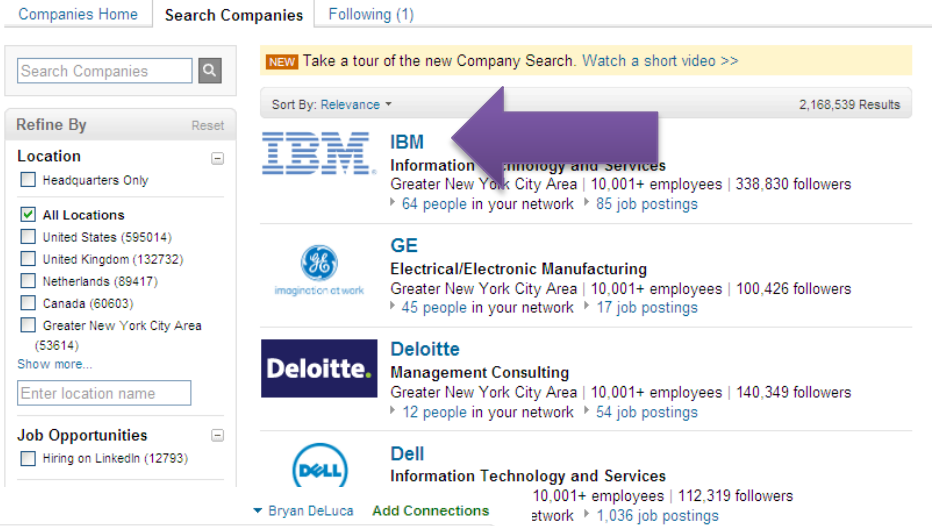 Companies Home Search Companies Following (1)
Search Companies
NEW Take a tour of the new Company Search. Watch a short video >>
Sort By: Relevance 2,168,539 Results
Refine By Reset
Location
Headquarters Only
All Locations
United States (595014)
United Kingdom (132732)
Netherlands (89417)
Canada (60603)
Greater New York City Area
(53614)
Show more...
Enter location name
Job Opportunities
Hiring on LinkedIn (12793)
IBM
IBM
Information and Services
Greater New York City Area | 10,001+ employees | 338,830 followers
64 people in your network 85 job postings
GE
imagination at work
GE
Electrical/Electronic Manufacturing
Greater New York City Area | 10,001+ employees | 100,426 followers
45 people in your network 17 job postings
Deloitte.
Deloitte
Management Consulting
Greater New York City Area | 10,001+ employees | 140,349 followers
12 people in your network 54 job postings
DELL
Dell
Information Technology and Services
10,001+ employees | 112,319 followers
etwork 1,036 job postings
Bryan DeLuca Add Connections